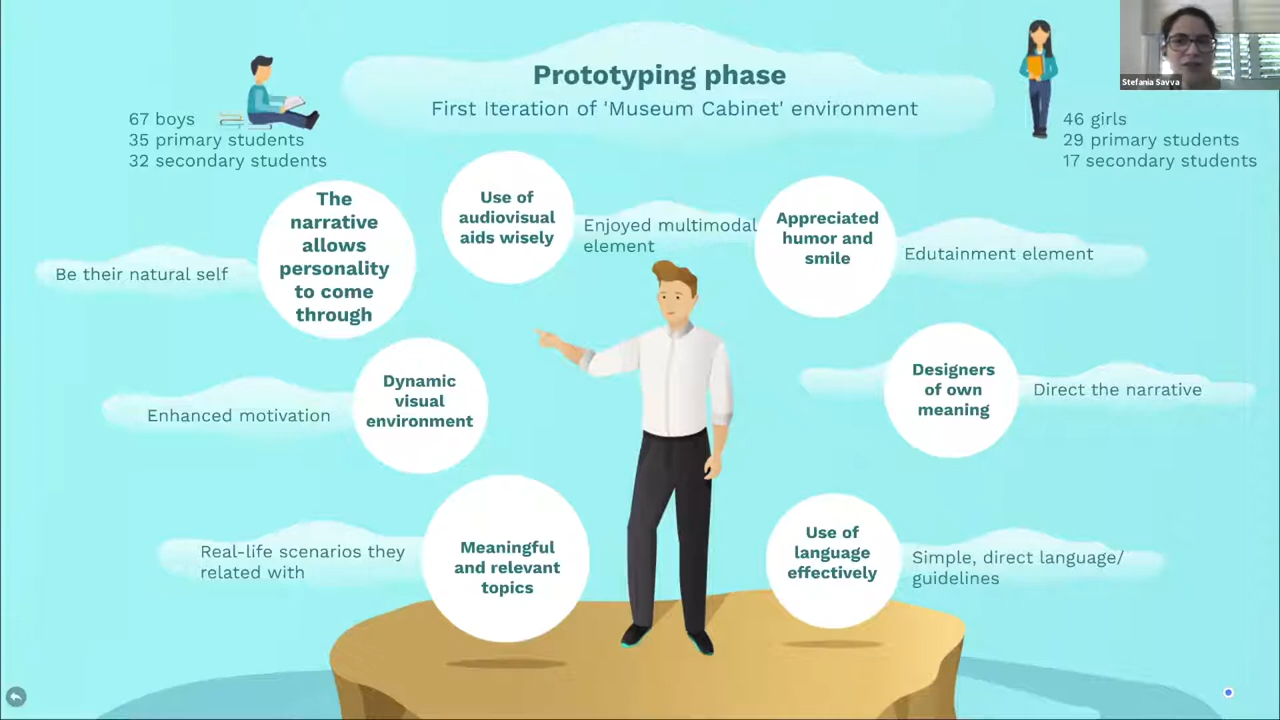 Prototyping phase
First Iteration of 'Museum Cabinet' environment
Stefania Savva
67 boys
35 primary students
32 secondary students
46 girls
29 primary students
17 secondary students
The
narrative
allows
personality
to come
through
Be their natural self
Use of
audiovisual
aids wisely
Enjoyed multimodal
element
Appreciated
humor and
smile
Edutainment element
Dynamic
visual
environment
Enhanced motivation
Designers
of own
meaning
Direct the narrative
Meaningful
and relevant
topics
Real-life scenarios they
related with
Use of
language
effectively
Simple, direct language/
guidelines